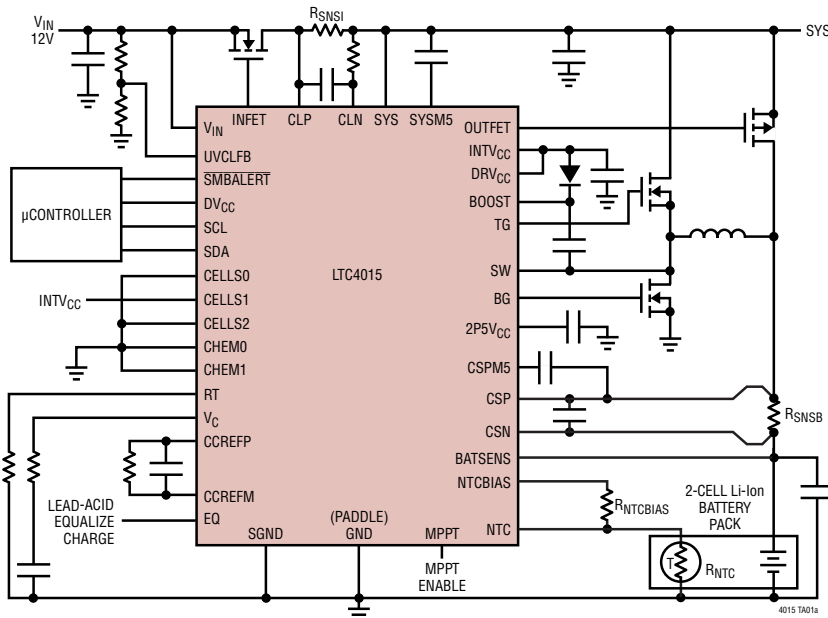 VIN
12V
RSNSI
SYS
INFET
CLP
CLN
SYS
SYSM5
VIN
UVCLFB
SMBALERT
DVCC
SCL
SDA
CELLS0
CELLS1
CELLS2
CHEM0
CHEM1
RT
VC
CCREFP
CCREFM
EQ
µCONTROLLER
INTVCC
LEAD-ACID
EQUALIZE
CHARGE
LTC4015
SGND
(PADDLE)
GND
MPPT
MPPT
ENABLE
OUTFET
INTVCC
DRVCC
BOOST
TG
SW
BG
2P5VCC
CSPM5
CSP
CSN
BATSENS
NTCBIAS
NTC
RSNSB
RNTCBIAS
2-CELL Li-Ion
BATTERY
PACK
T
RNTC
4015 TA01a